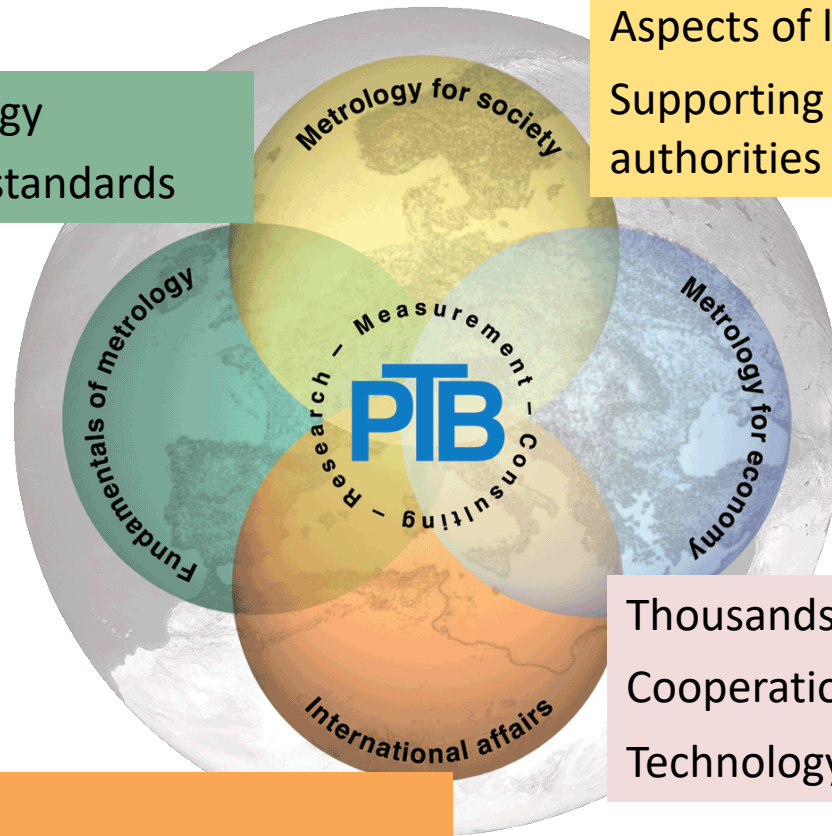 Aspects of
Supporting
authorities
standards
Metrology for society
Fundamentals of metrology
Metrology for economy
International affairs
Research – Measurement – Consulting –
PTB
Thousands
Cooperatio
Technology